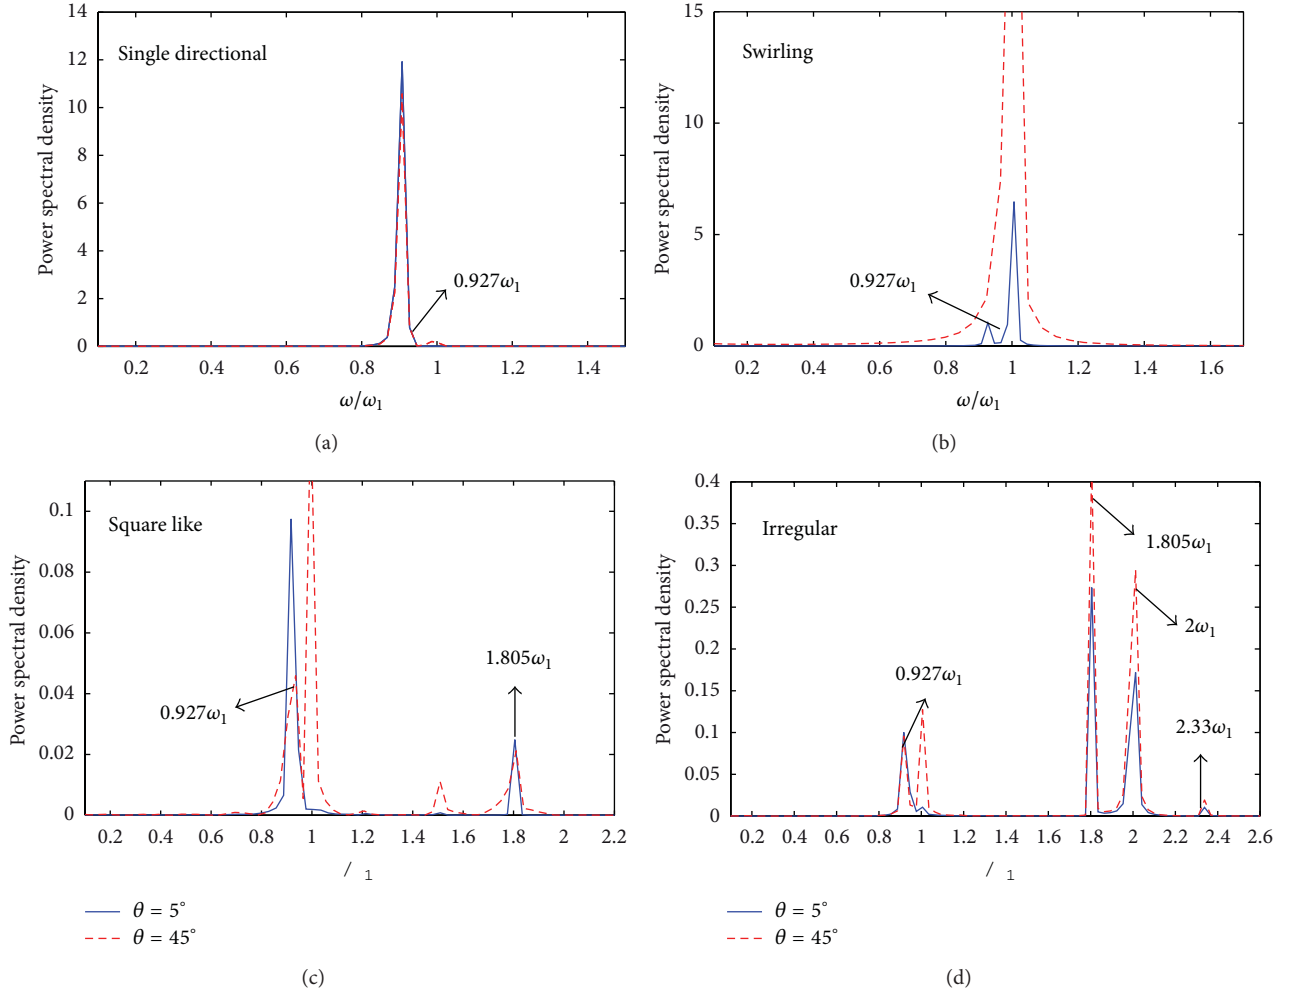 14
12
10
8
6
4
2
0
Power spectral density
Single directional
0.927ω₁
0.2 0.4 0.6 0.8 1 1.2 1.4
ω/ω₁
(a)
15
10
5
0
Power spectral density
Swirling
0.927ω₁
0.2 0.4 0.6 0.8 1 1.2 1.4 1.6
ω/ω₁
(b)
0.1
0.08
0.06
0.04
0.02
0
Power spectral density
Square like
0.927ω₁
1.805ω₁
0.2 0.4 0.6 0.8 1 1.2 1.4 1.6 1.8 2 2.2
/ 1
θ = 5°
θ = 45°
(c)
0.4
0.35
0.3
0.25
0.2
0.15
0.1
0.05
0
Power spectral density
Irregular
1.805ω₁
2ω₁
0.927ω₁
2.33ω₁
0.2 0.4 0.6 0.8 1 1.2 1.4 1.6 1.8 2 2.2 2.4 2.6
/ 1
θ = 5°
θ = 45°
(d)